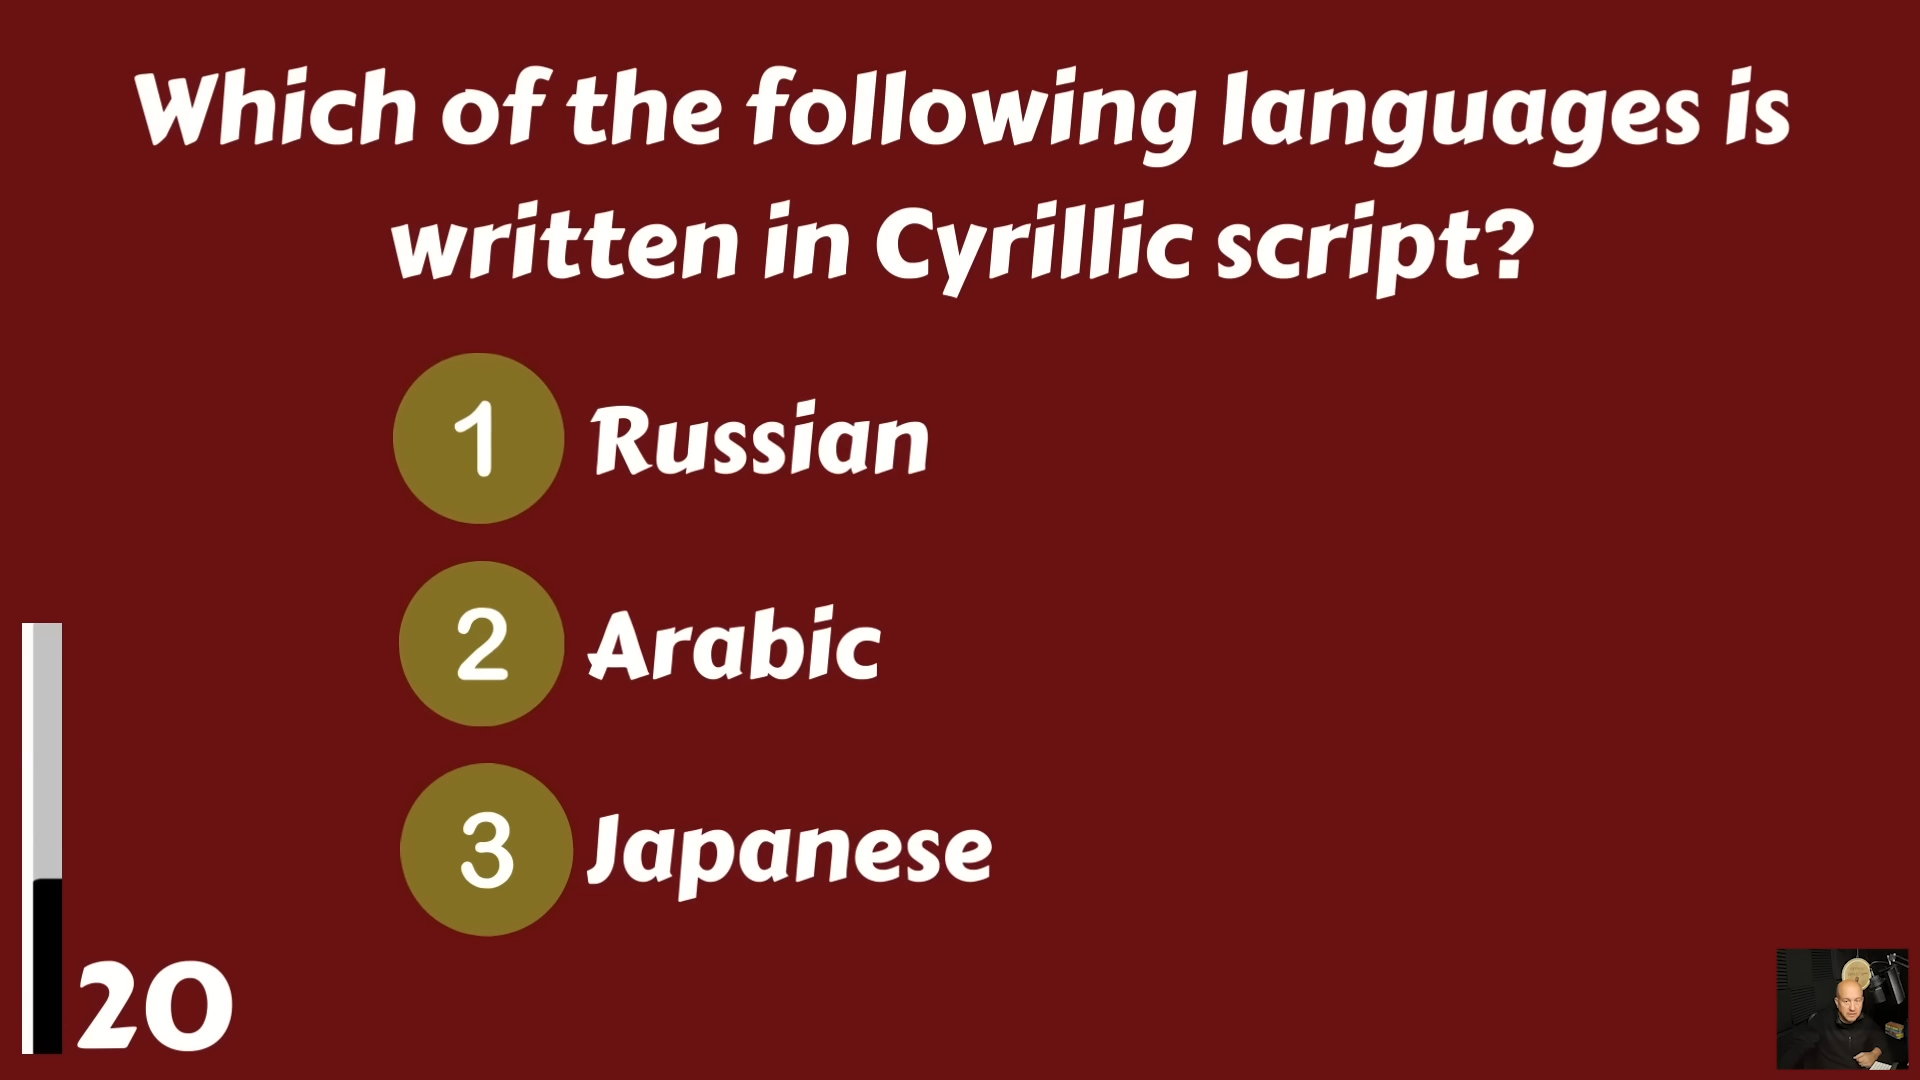 Which of the following languages is
written in Cyrillic script?
1 Russian
2 Arabic
3 Japanese
20